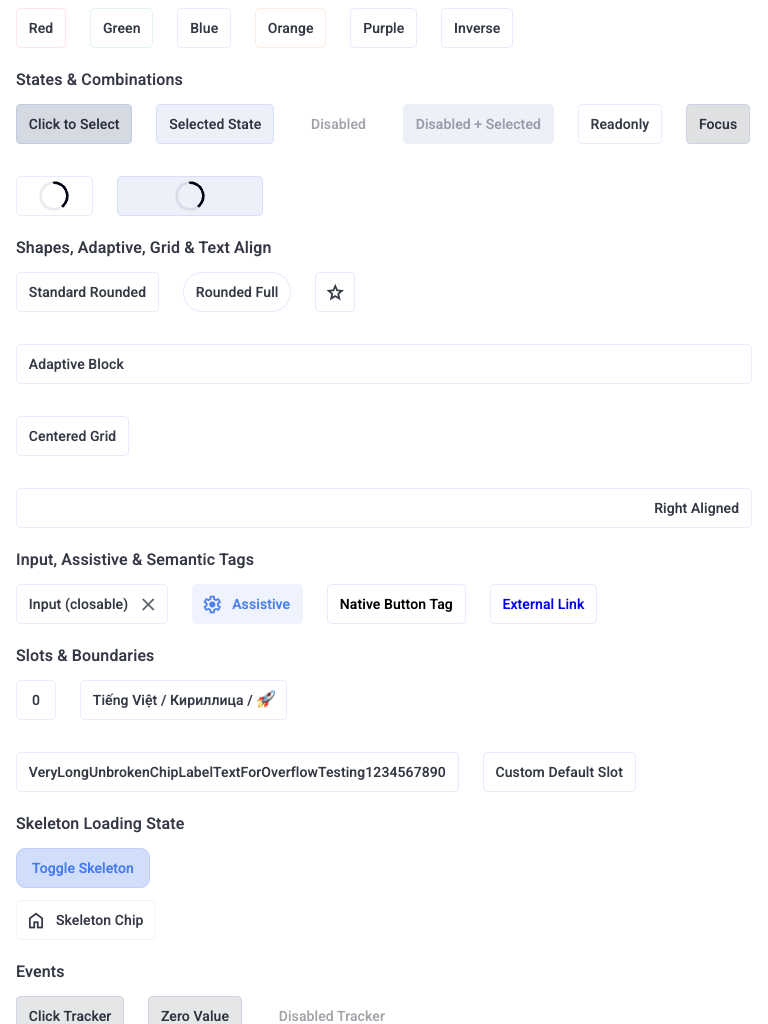 Red Green Blue Orange Purple Inverse
States & Combinations
Click to Select Selected State Disabled Disabled + Selected Readonly Focus
Shapes, Adaptive, Grid & Text Align
Standard Rounded Rounded Full
Adaptive Block
Centered Grid
Right Aligned
Input, Assistive & Semantic Tags
Input (closable) Assistive Native Button Tag External Link
Slots & Boundaries
0 Tiếng Việt / Кириллица / 🚀
VeryLongUnbrokenChipLabelTextForOverflowTesting1234567890 Custom Default Slot
Skeleton Loading State
Toggle Skeleton
Skeleton Chip
Events
Click Tracker Zero Value Disabled Tracker